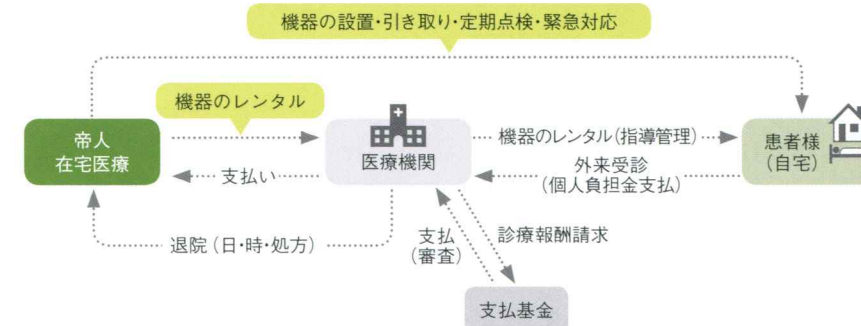 機器の設置・引き取り・定期点検・緊急対応
機器のレンタル
帝人
在宅医療
医療機関
機器のレンタル(指導管理)
患者様
(自宅)
支払い
外来受診
(個人負担金支払)
退院(日・時・処方)
支払
(審査)
診療報酬請求
支払基金